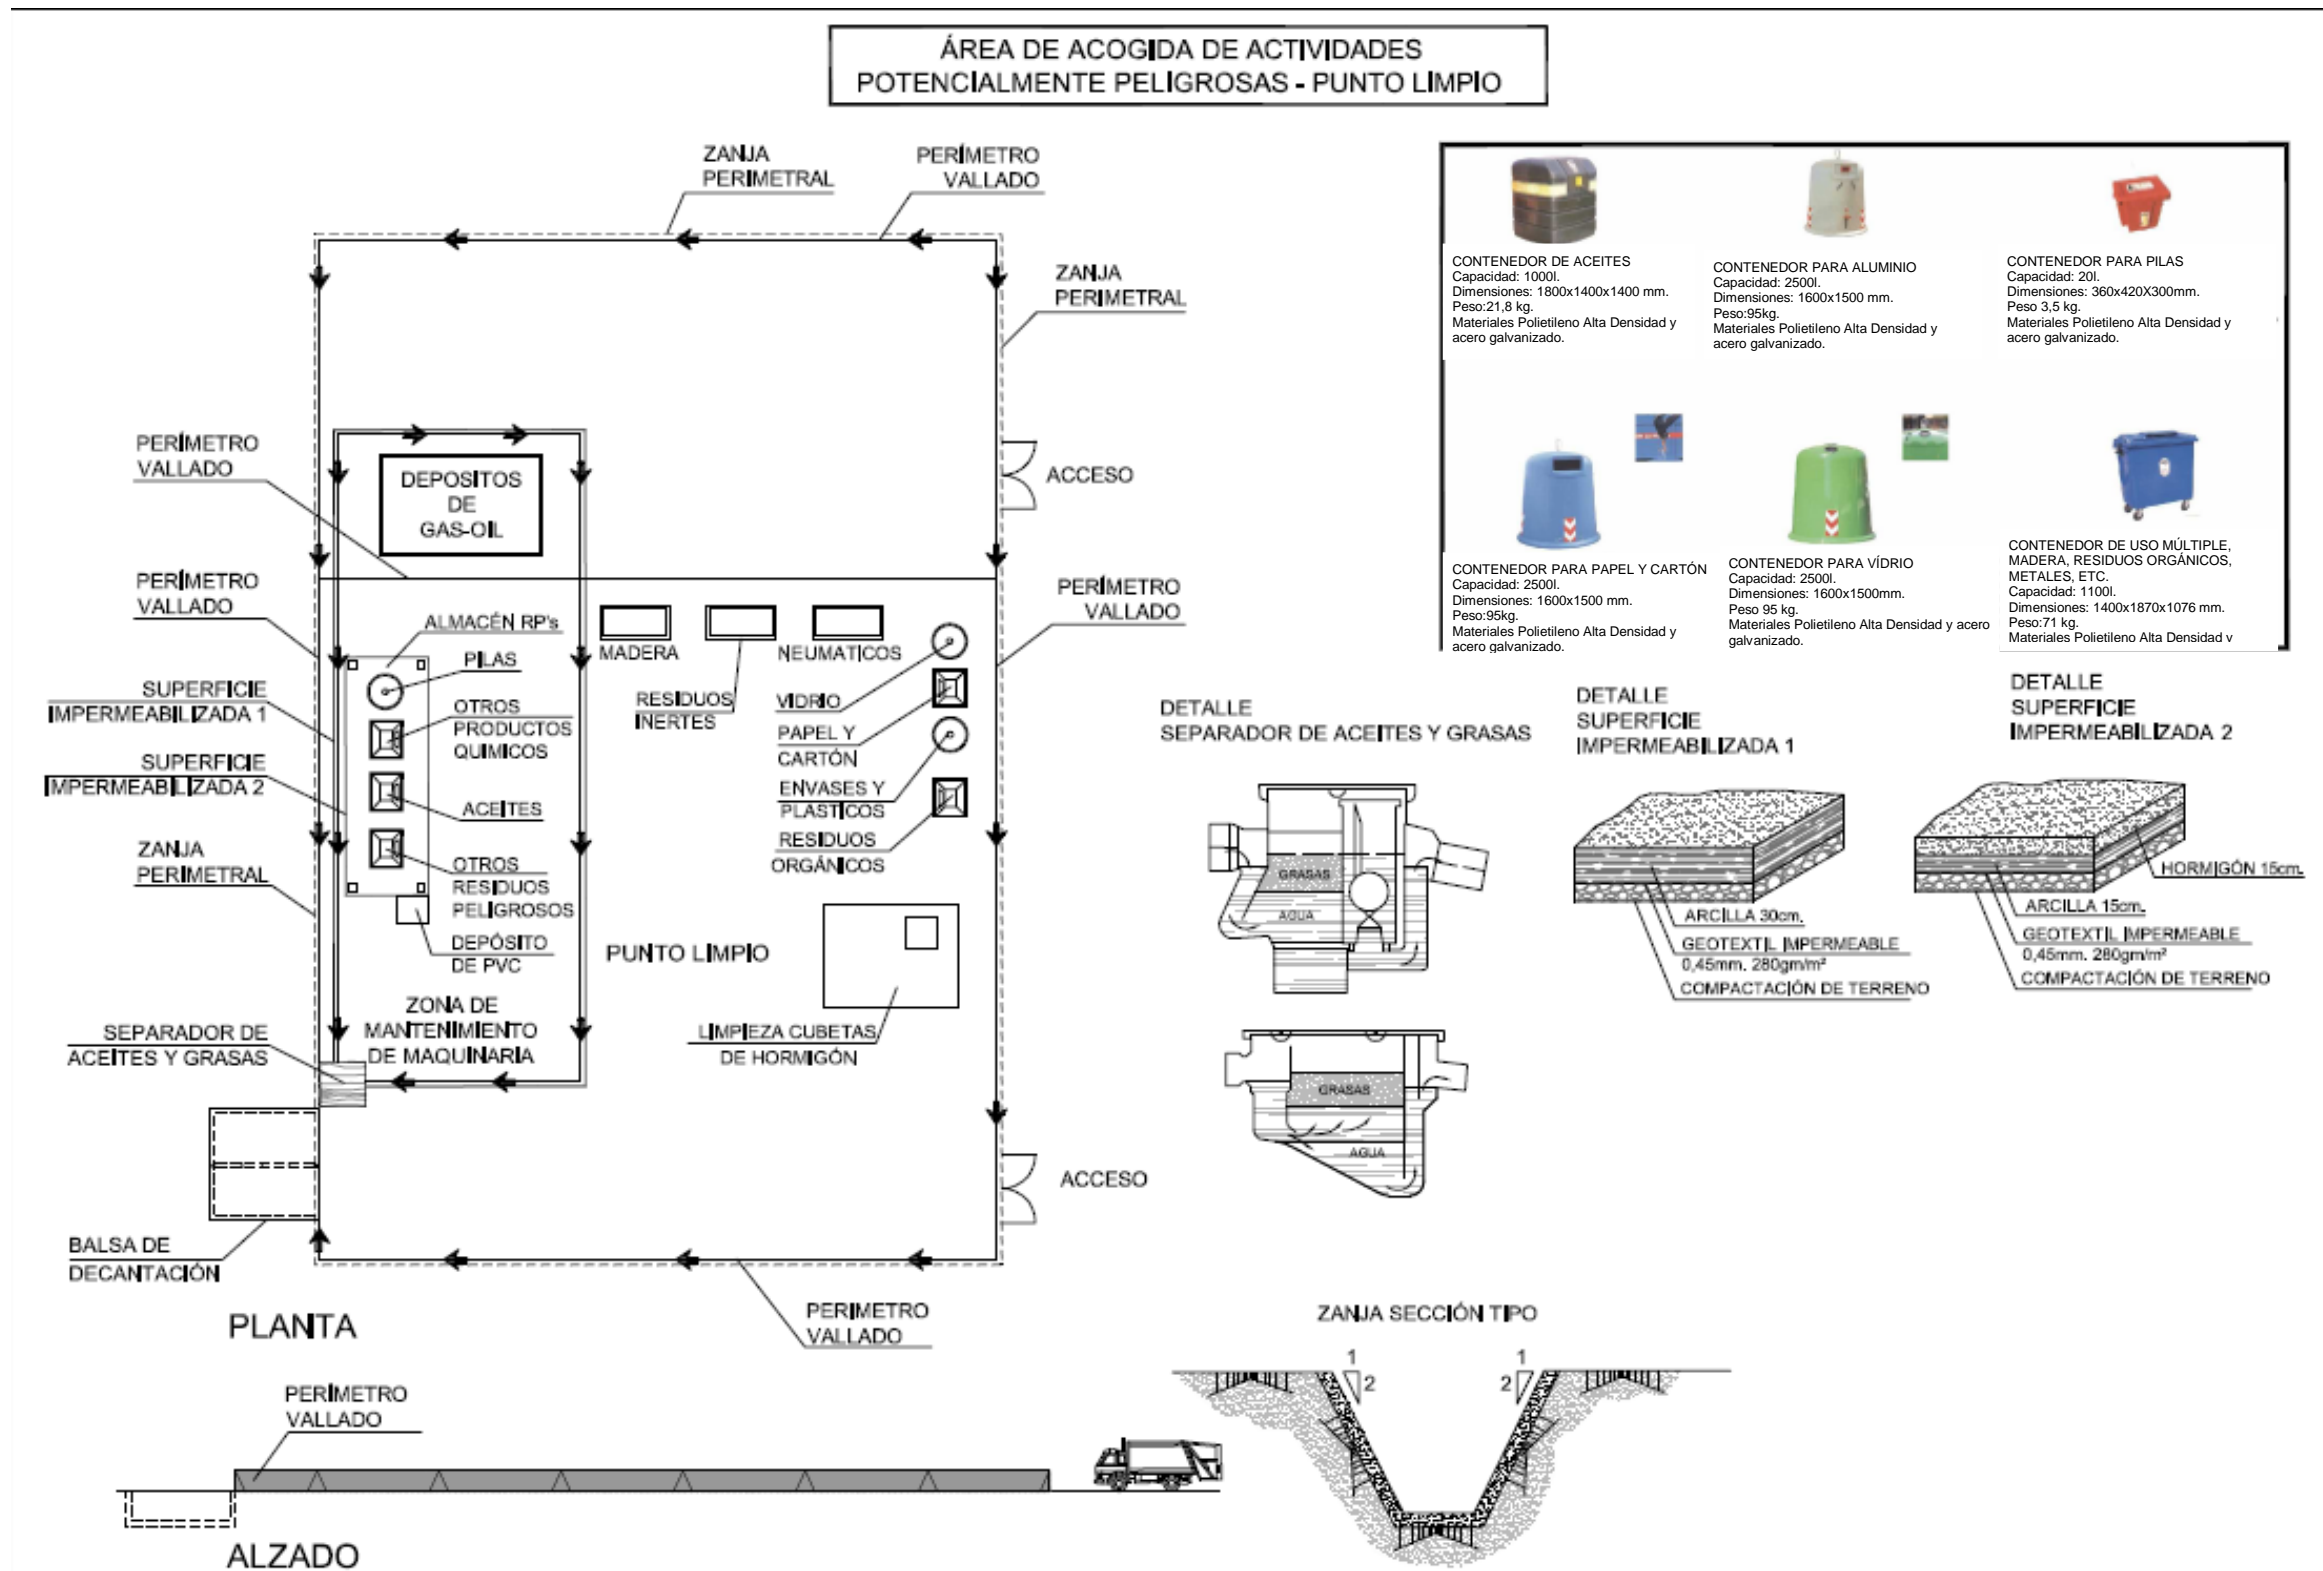 ÁREA DE ACOGIDA DE ACTIVIDADES
POTENCIALMENTE PELIGROSAS - PUNTO LIMPIO
ZANJA
PERIMETRAL
PERÍMETRO
VALLADO
ZANJA
PERIMETRAL
PERÍMETRO
VALLADO
DEPOSITOS
DE
GAS-OIL
ACCESO
PERÍMETRO
VALLADO
PERÍMETRO
VALLADO
ALMACÉN RP's
PILAS
MADERA
RESIDUOS
INERTES
NEUMATICOS
SUPERFICIE
IMPERMEABILIZADA 1
OTROS
PRODUCTOS
QUIMICOS
VIDRIO
PAPEL Y
CARTÓN
SUPERFICIE
IMPERMEABILIZADA 2
ACEITES
ENVASES Y
PLASTICOS
RESIDUOS
ORGÁNICOS
ZANJA
PERIMETRAL
OTROS
RESIDUOS
PELIGROSOS
DEPÓSITO
DE PVC
PUNTO LIMPIO
ZONA DE
MANTENIMIENTO
DE MAQUINARIA
SEPARADOR DE
ACEITES Y GRASAS
LIMPIEZA CUBETAS
DE HORMIGÓN
ACCESO
BALSA DE
DECANTACIÓN
PERIMETRO
VALLADO
PLANTA
PERÍMETRO
VALLADO
ALZADO
CONTENEDOR DE ACEITES
Capacidad: 1000l.
Dimensiones: 1800x1400x1400 mm.
Peso:21,8 kg.
Materiales Polietileno Alta Densidad y
acero galvanizado.
CONTENEDOR PARA ALUMINIO
Capacidad: 2500l.
Dimensiones: 1600x1500 mm.
Peso:95kg.
Materiales Polietileno Alta Densidad y
acero galvanizado.
CONTENEDOR PARA PILAS
Capacidad: 20l.
Dimensiones: 360x420X300mm.
Peso 3,5 kg.
Materiales Polietileno Alta Densidad y
acero galvanizado.
CONTENEDOR PARA PAPEL Y CARTÓN
Capacidad: 2500l.
Dimensiones: 1600x1500 mm.
Peso:95kg.
Materiales Polietileno Alta Densidad y
acero galvanizado.
CONTENEDOR PARA VÍDRIO
Capacidad: 2500l.
Dimensiones: 1600x1500mm.
Peso 95 kg.
Materiales Polietileno Alta Densidad y acero
galvanizado.
CONTENEDOR DE USO MÚLTIPLE,
MADERA, RESIDUOS ORGÁNICOS,
METALES, ETC.
Capacidad: 1100l.
Dimensiones: 1400x1870x1076 mm.
Peso:71 kg.
Materiales Polietileno Alta Densidad y
DETALLE
SEPARADOR DE ACEITES Y GRASAS
GRASAS
AGUA
GRASAS
AGUA
DETALLE
SUPERFICIE
IMPERMEABILIZADA 1
ARCILLA 30cm.
GEOTEXTIL IMPERMEABLE
0,45mm. 280gm/m²
COMPACTACIÓN DE TERRENO
DETALLE
SUPERFICIE
IMPERMEABILIZADA 2
HORMIGÓN 15cm.
ARCILLA 15cm.
GEOTEXTIL IMPERMEABLE
0,45mm. 280gm/m²
COMPACTACIÓN DE TERRENO
ZANJA SECCIÓN TIPO
1
2
1
2